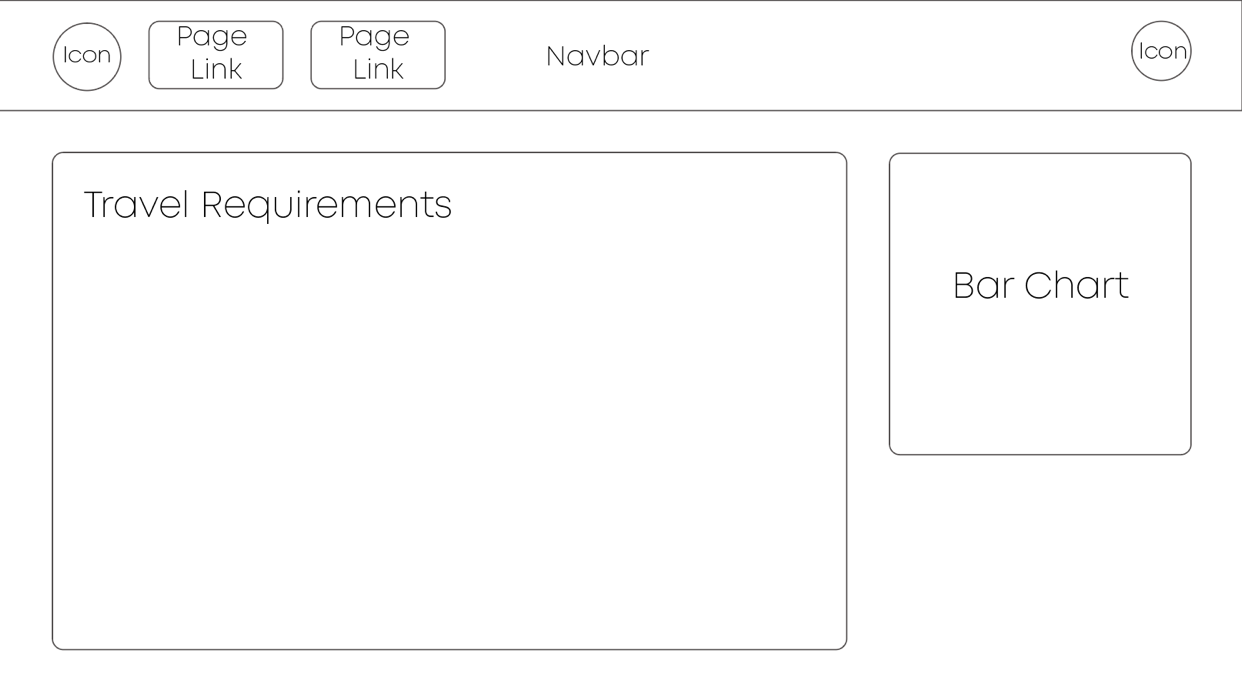 Icon
Page
Link
Page
Link
Navbar
Icon
Travel Requirements
Bar Chart